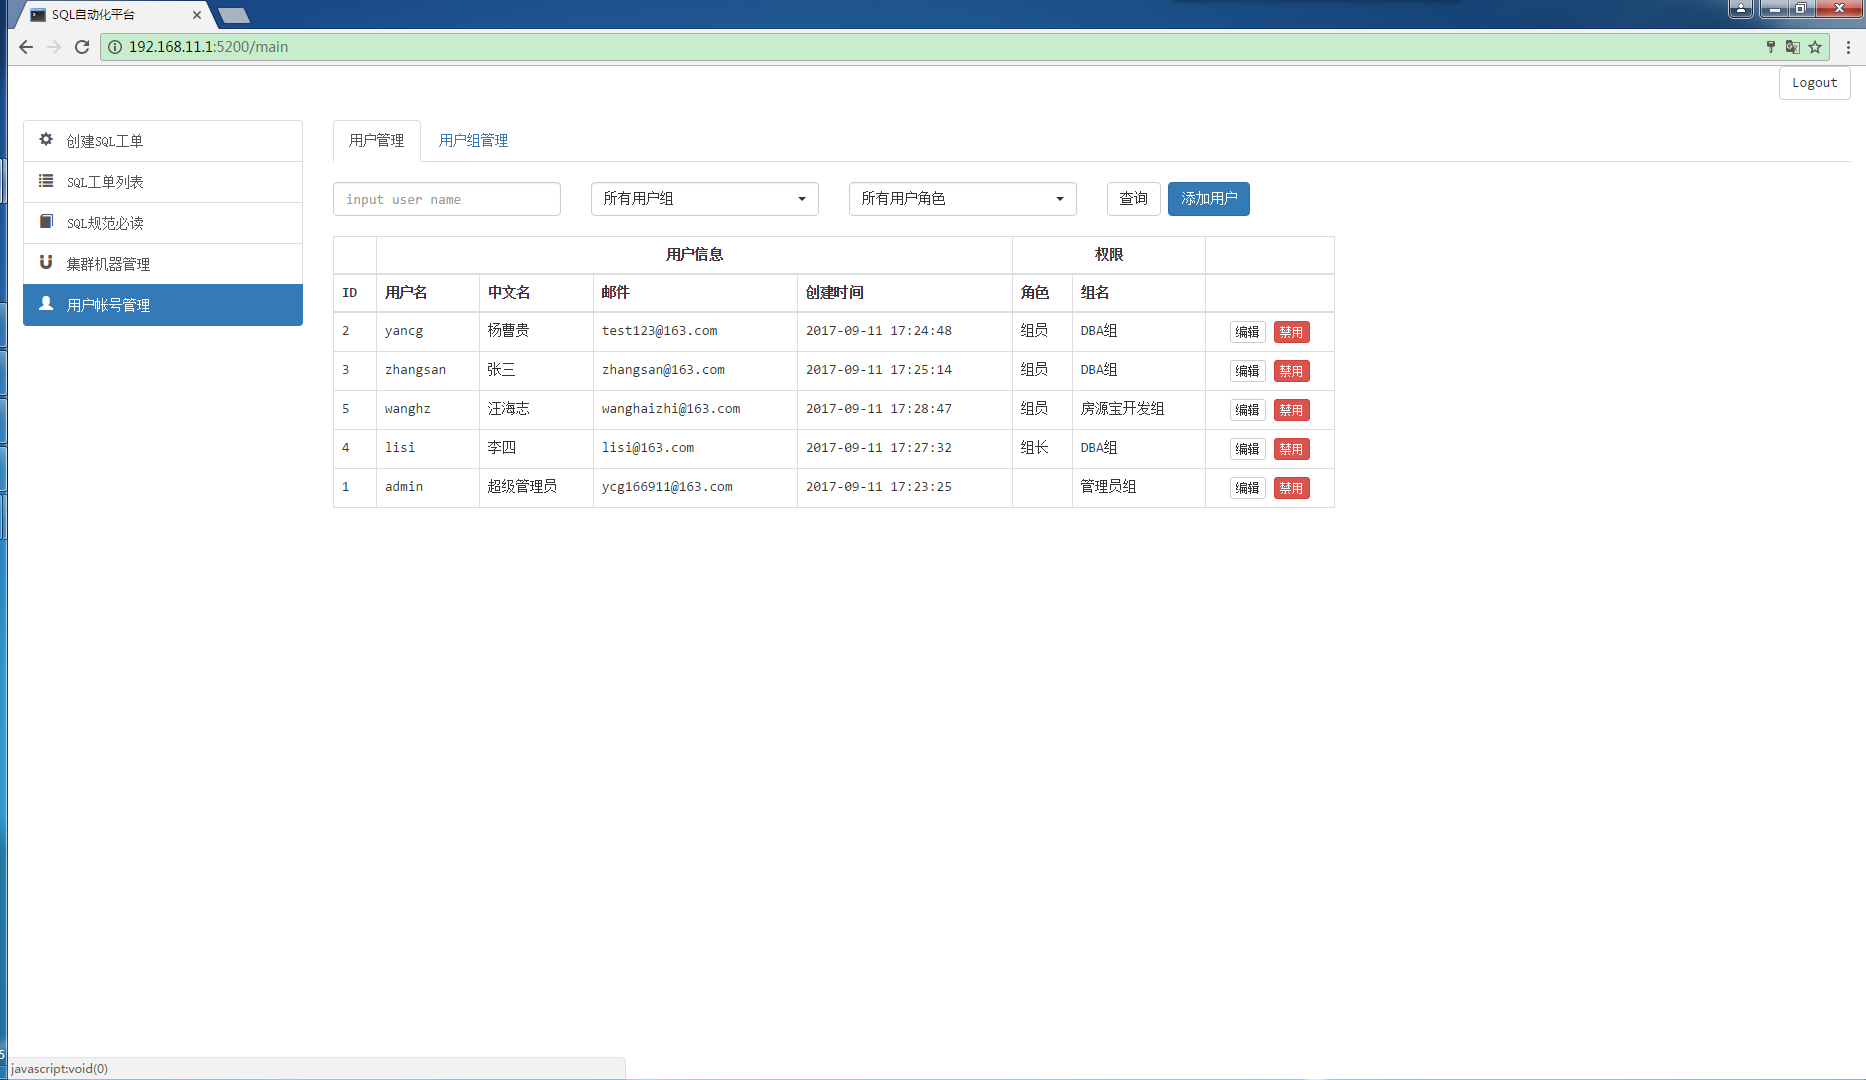 SQL自动化平台
192.168.11.1:5200/main
Logout
创建SQL工单
SQL工单列表
SQL规范必读
集群机器管理
用户帐号管理
用户管理 用户组管理
input user name 所有用户组 所有用户角色 查询 添加用户
用户信息 权限
ID 用户名 中文名 邮件 创建时间 角色 组名
2 yancg 杨曹贵 test123@163.com 2017-09-11 17:24:48 组员 DBA组 编辑 禁用
3 zhangsan 张三 zhangsan@163.com 2017-09-11 17:25:14 组员 DBA组 编辑 禁用
5 wanghz 汪海志 wanghaizhi@163.com 2017-09-11 17:28:47 组员 房源宝开发组 编辑 禁用
4 lisi 李四 lisi@163.com 2017-09-11 17:27:32 组长 DBA组 编辑 禁用
1 admin 超级管理员 ycg166911@163.com 2017-09-11 17:23:25 管理员组 编辑 禁用
5
javascript:void(0)